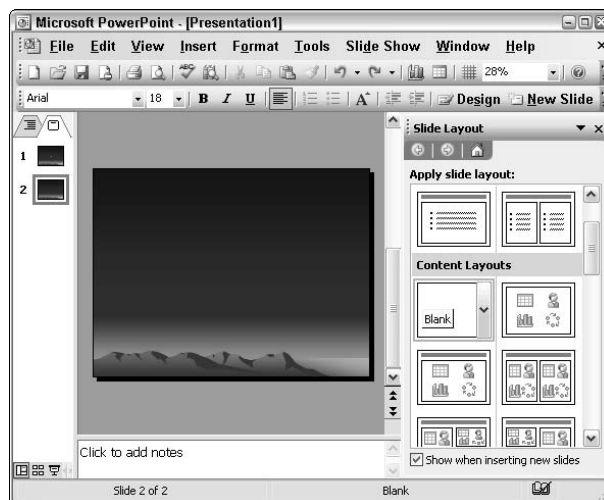 Microsoft PowerPoint - [Presentation1]
File Edit View Insert Format Tools Slide Show Window Help
28%
Arial 18 B I U A Design New Slide
1
2
Slide Layout
Apply slide layout:
Content Layouts
Blank
Show when inserting new slides
Click to add notes
Slide 2 of 2 Blank